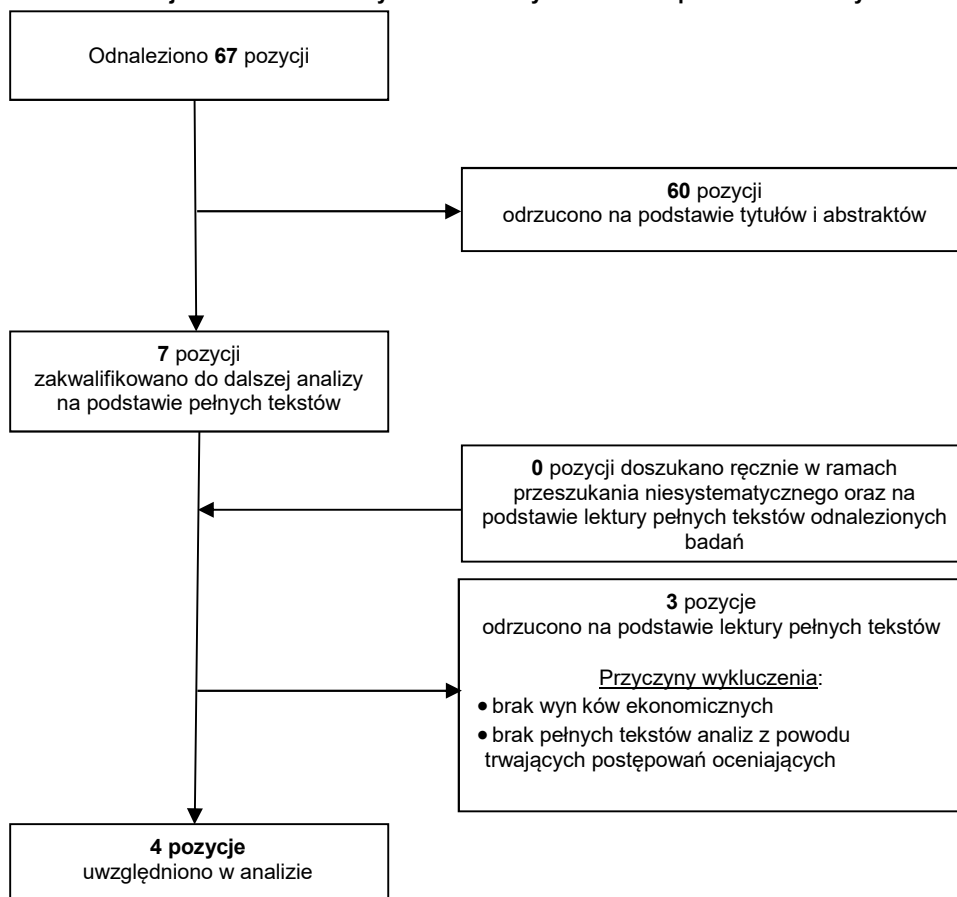 Odnaleziono 67 pozycji
60 pozycji
odrzucono na podstawie tytułów i abstraktów
7 pozycji
zakwalifikowano do dalszej analizy
na podstawie pełnych tekstów
0 pozycji doszukano ręcznie w ramach
przeszukania niesystematycznego oraz na
podstawie lektury pełnych tekstów odnalezionych
badań
3 pozycje
odrzucono na podstawie lektury pełnych tekstów
Przyczyny wykluczenia:
• brak wyn ków ekonomicznych
• brak pełnych tekstów analiz z powodu
trwających postępowań oceniających
4 pozycje
uwzględniono w analizie